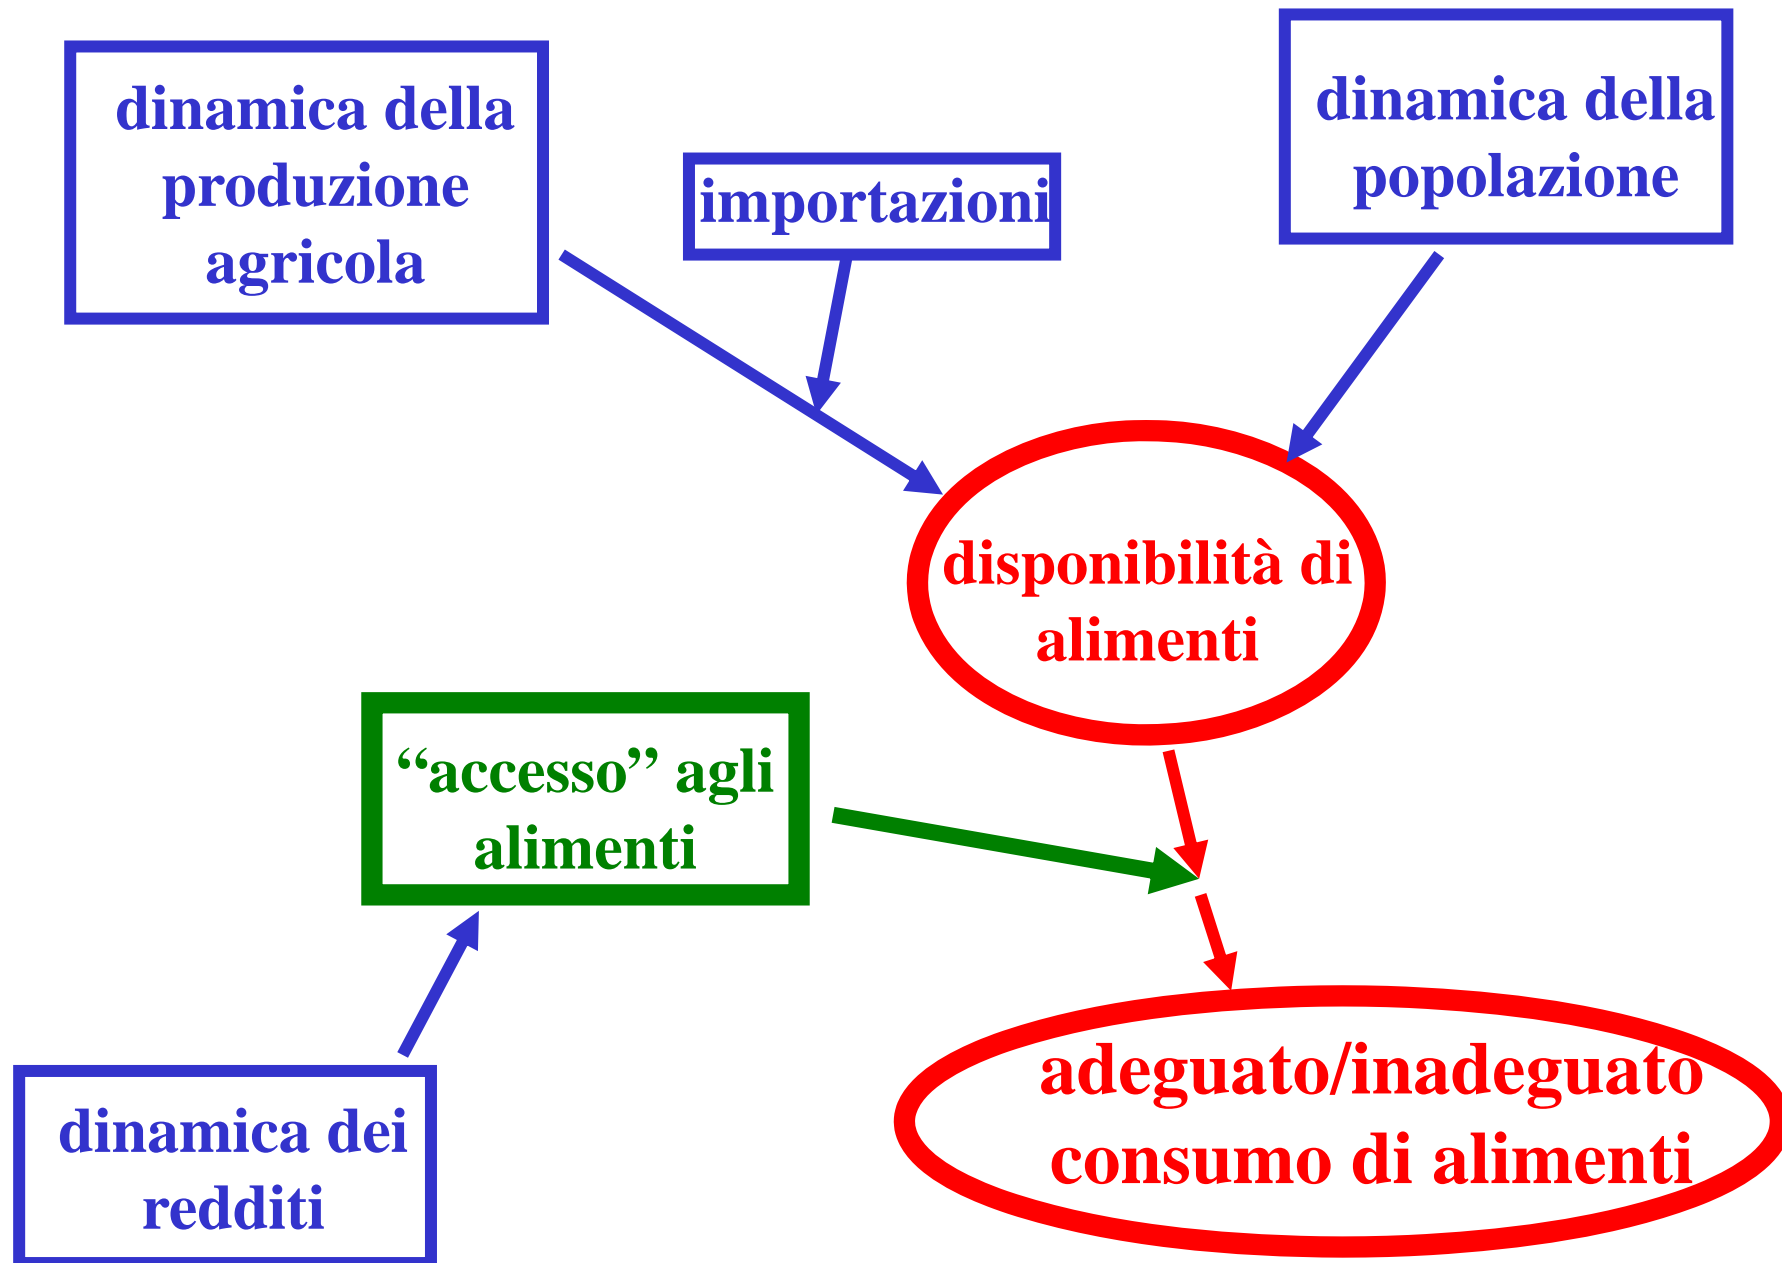 dinamica della
produzione
agricola
importazioni
dinamica della
popolazione
disponibilità di
alimenti
“accesso” agli
alimenti
adeguato/inadeguato
consumo di alimenti
dinamica dei
redditi